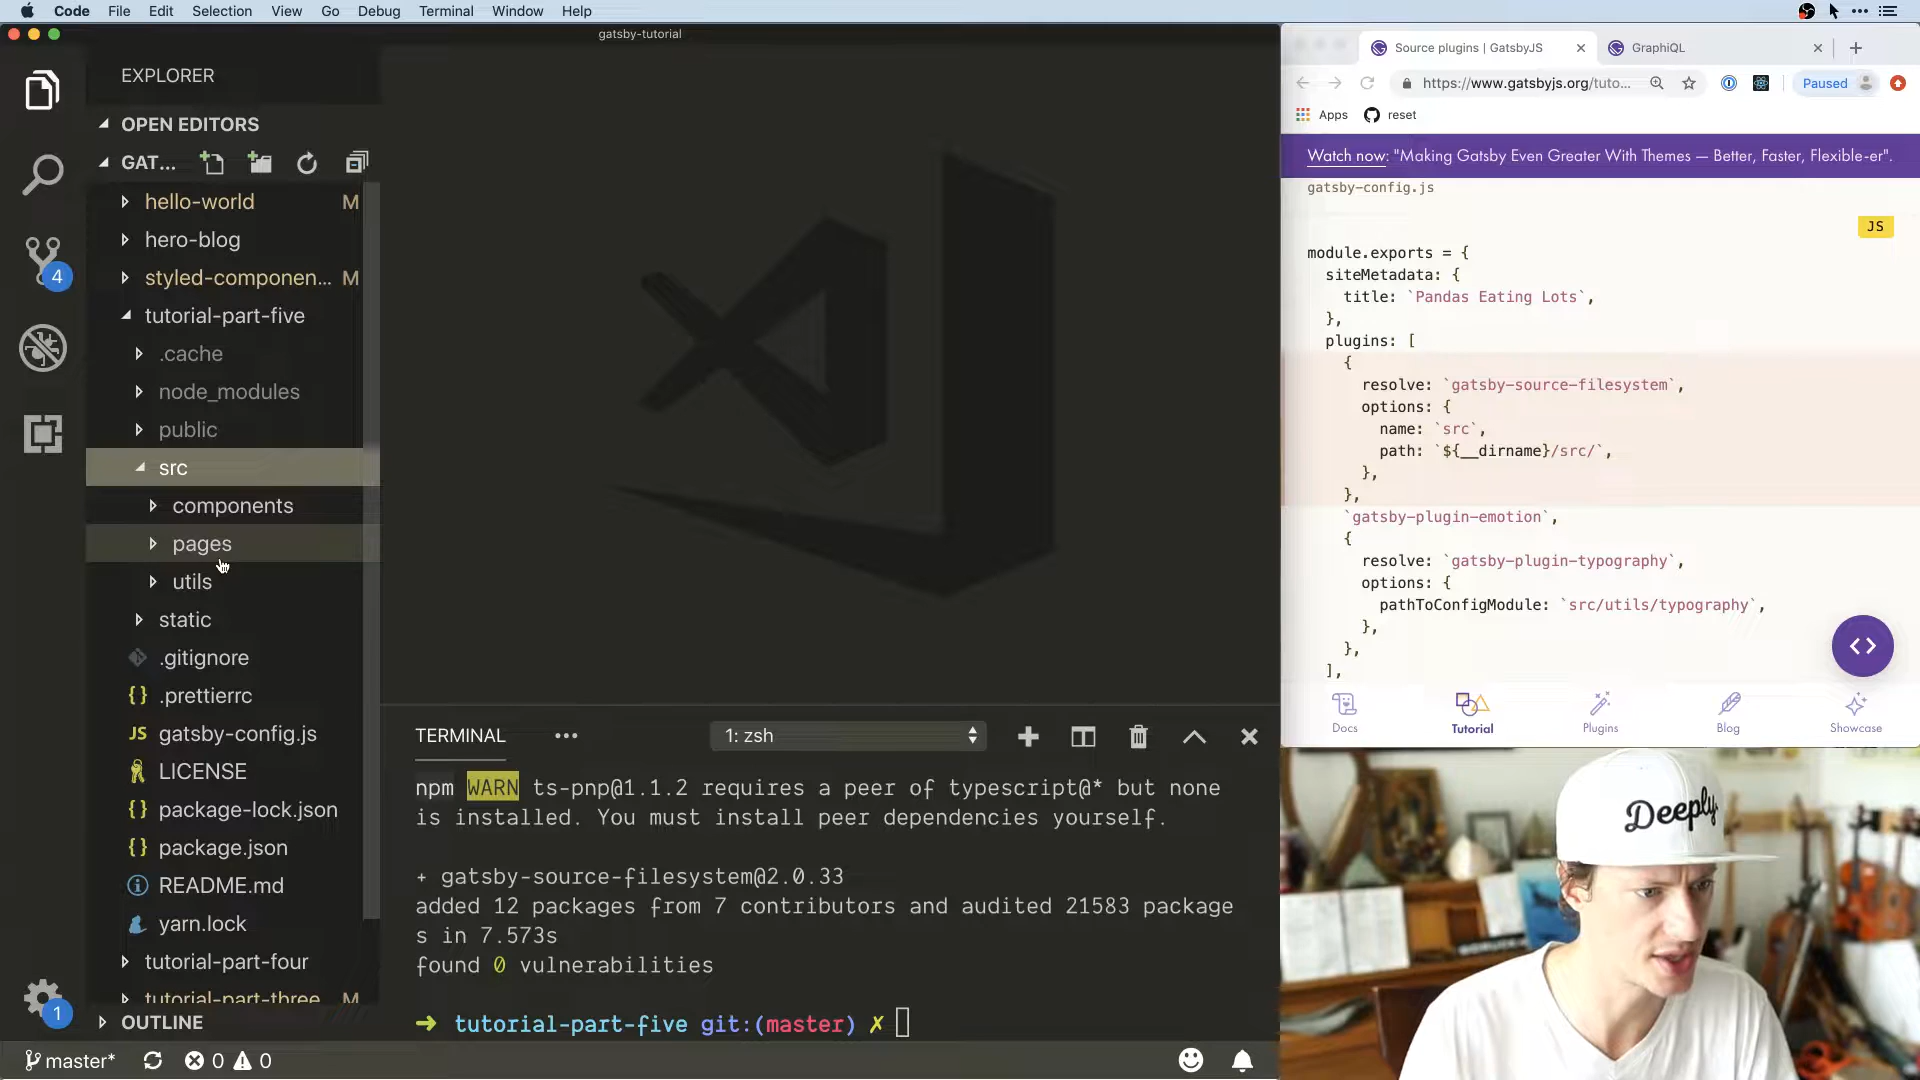 Code File Edit Selection View Go Debug Terminal Window Help
gatsby-tutorial
EXPLORER
OPEN EDITORS
GAT...
hello-world M
hero-blog
styled-componen... M
tutorial-part-five
.cache
node_modules
public
src
components
pages
utils
static
.gitignore
{} .prettierrc
JS gatsby-config.js
LICENSE
{} package-lock.json
{} package.json
README.md
yarn.lock
tutorial-part-four
tutorial-part-three M
OUTLINE
4
1
master* 0 0
TERMINAL ••• 1: zsh
npm WARN ts-pnp@1.1.2 requires a peer of typescript@* but none
is installed. You must install peer dependencies yourself.
+ gatsby-source-filesystem@2.0.33
added 12 packages from 7 contributors and audited 21583 package
s in 7.573s
found 0 vulnerabilities
➜ tutorial-part-five git:(master) ✗
Source plugins | GatsbyJS GraphiQL
https://www.gatsbyjs.org/tuto... Paused
Apps reset
Watch now: "Making Gatsby Even Greater With Themes — Better, Faster, Flexible-er".
gatsby-config.js
JS
module.exports = {
siteMetadata: {
title: `Pandas Eating Lots`,
},
plugins: [
{
resolve: `gatsby-source-filesystem`,
options: {
name: `src`,
path: `${__dirname}/src/`,
},
},
`gatsby-plugin-emotion`,
{
resolve: `gatsby-plugin-typography`,
options: {
pathToConfigModule: `src/utils/typography`,
},
},
],
<>
Docs Tutorial Plugins Blog Showcase
Deeply